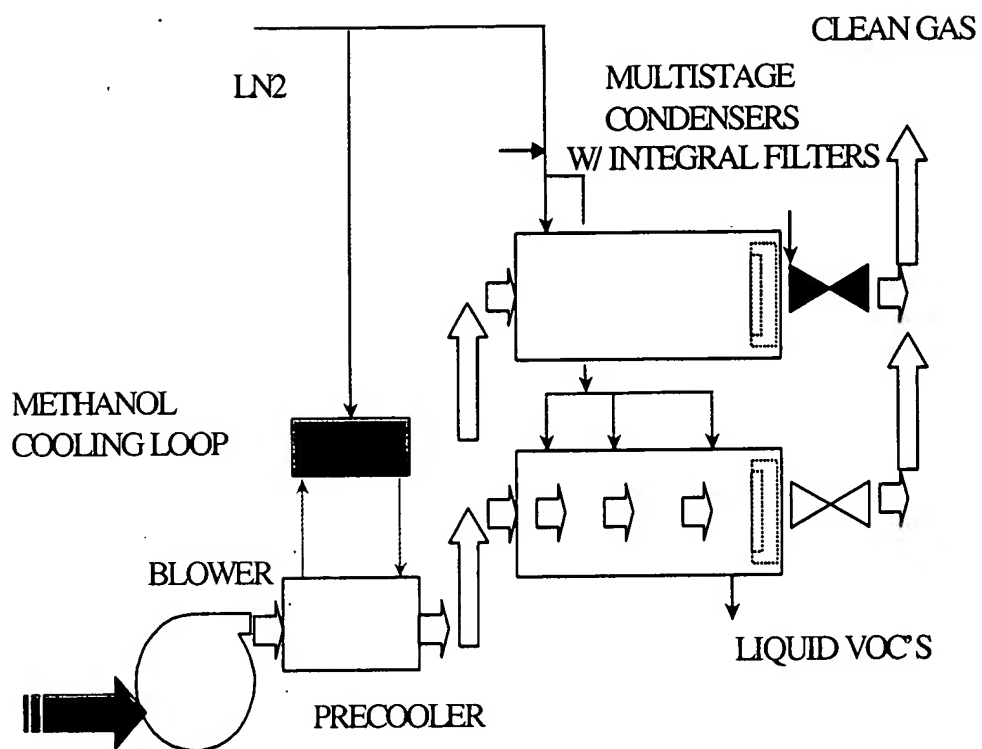 CLEAN GAS
LN2
MULTISTAGE
CONDENSERS
W/ INTEGRAL FILTERS
METHANOL
COOLING LOOP
BLOWER
LIQUID VOC'S
PRECOOLER